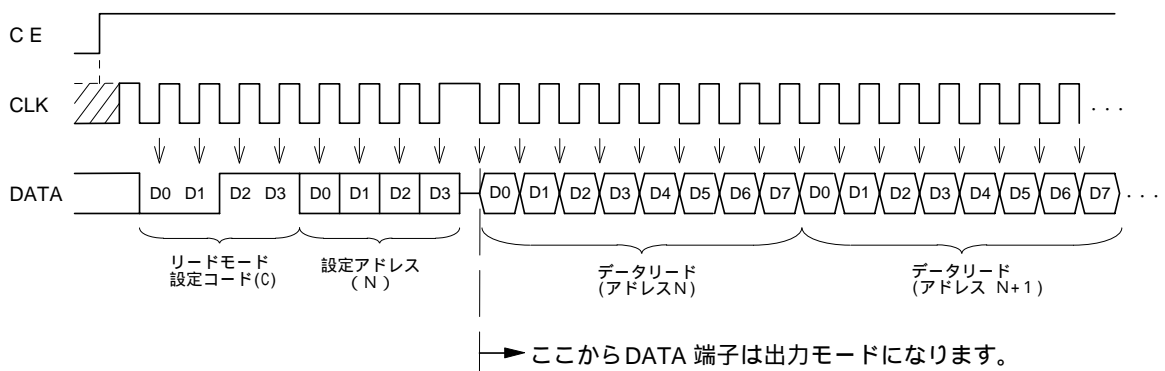 CE
CLK
DATA D0 D1 D2 D3 D0 D1 D2 D3 D0 D1 D2 D3 D4 D5 D6 D7 D0 D1 D2 D3 D4 D5 D6 D7
リードモード
設定コード(C)
設定アドレス
(N)
データリード
(アドレスN)
データリード
(アドレス N+1)
ここからDATA 端子は出力モードになります。